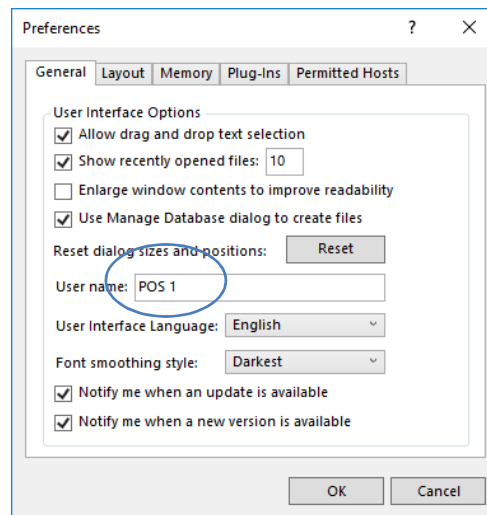 Preferences ? ×
General Layout Memory Plug-Ins Permitted Hosts
User Interface Options
Allow drag and drop text selection
Show recently opened files: 10
Enlarge window contents to improve readability
Use Manage Database dialog to create files
Reset dialog sizes and positions: Reset
User name: POS 1
User Interface Language: English
Font smoothing style: Darkest
Notify me when an update is available
Notify me when a new version is available
OK Cancel